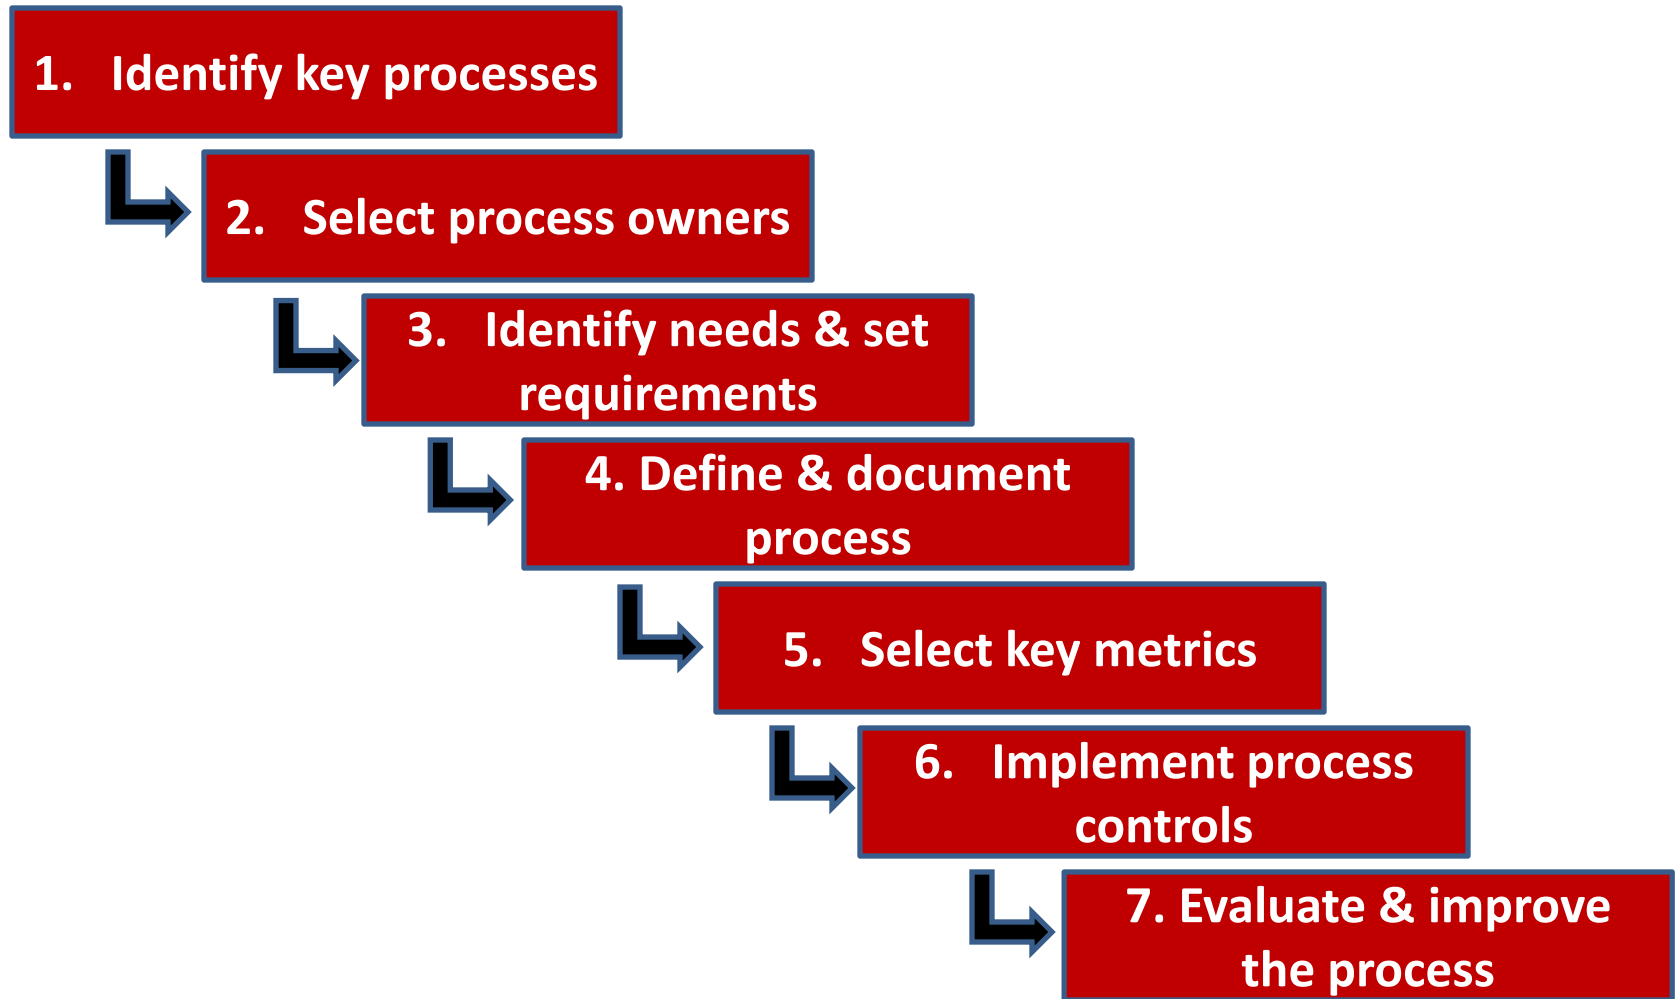 1. Identify key processes
2. Select process owners
3. Identify needs & set
requirements
4. Define & document
process
5. Select key metrics
6. Implement process
controls
7. Evaluate & improve
the process